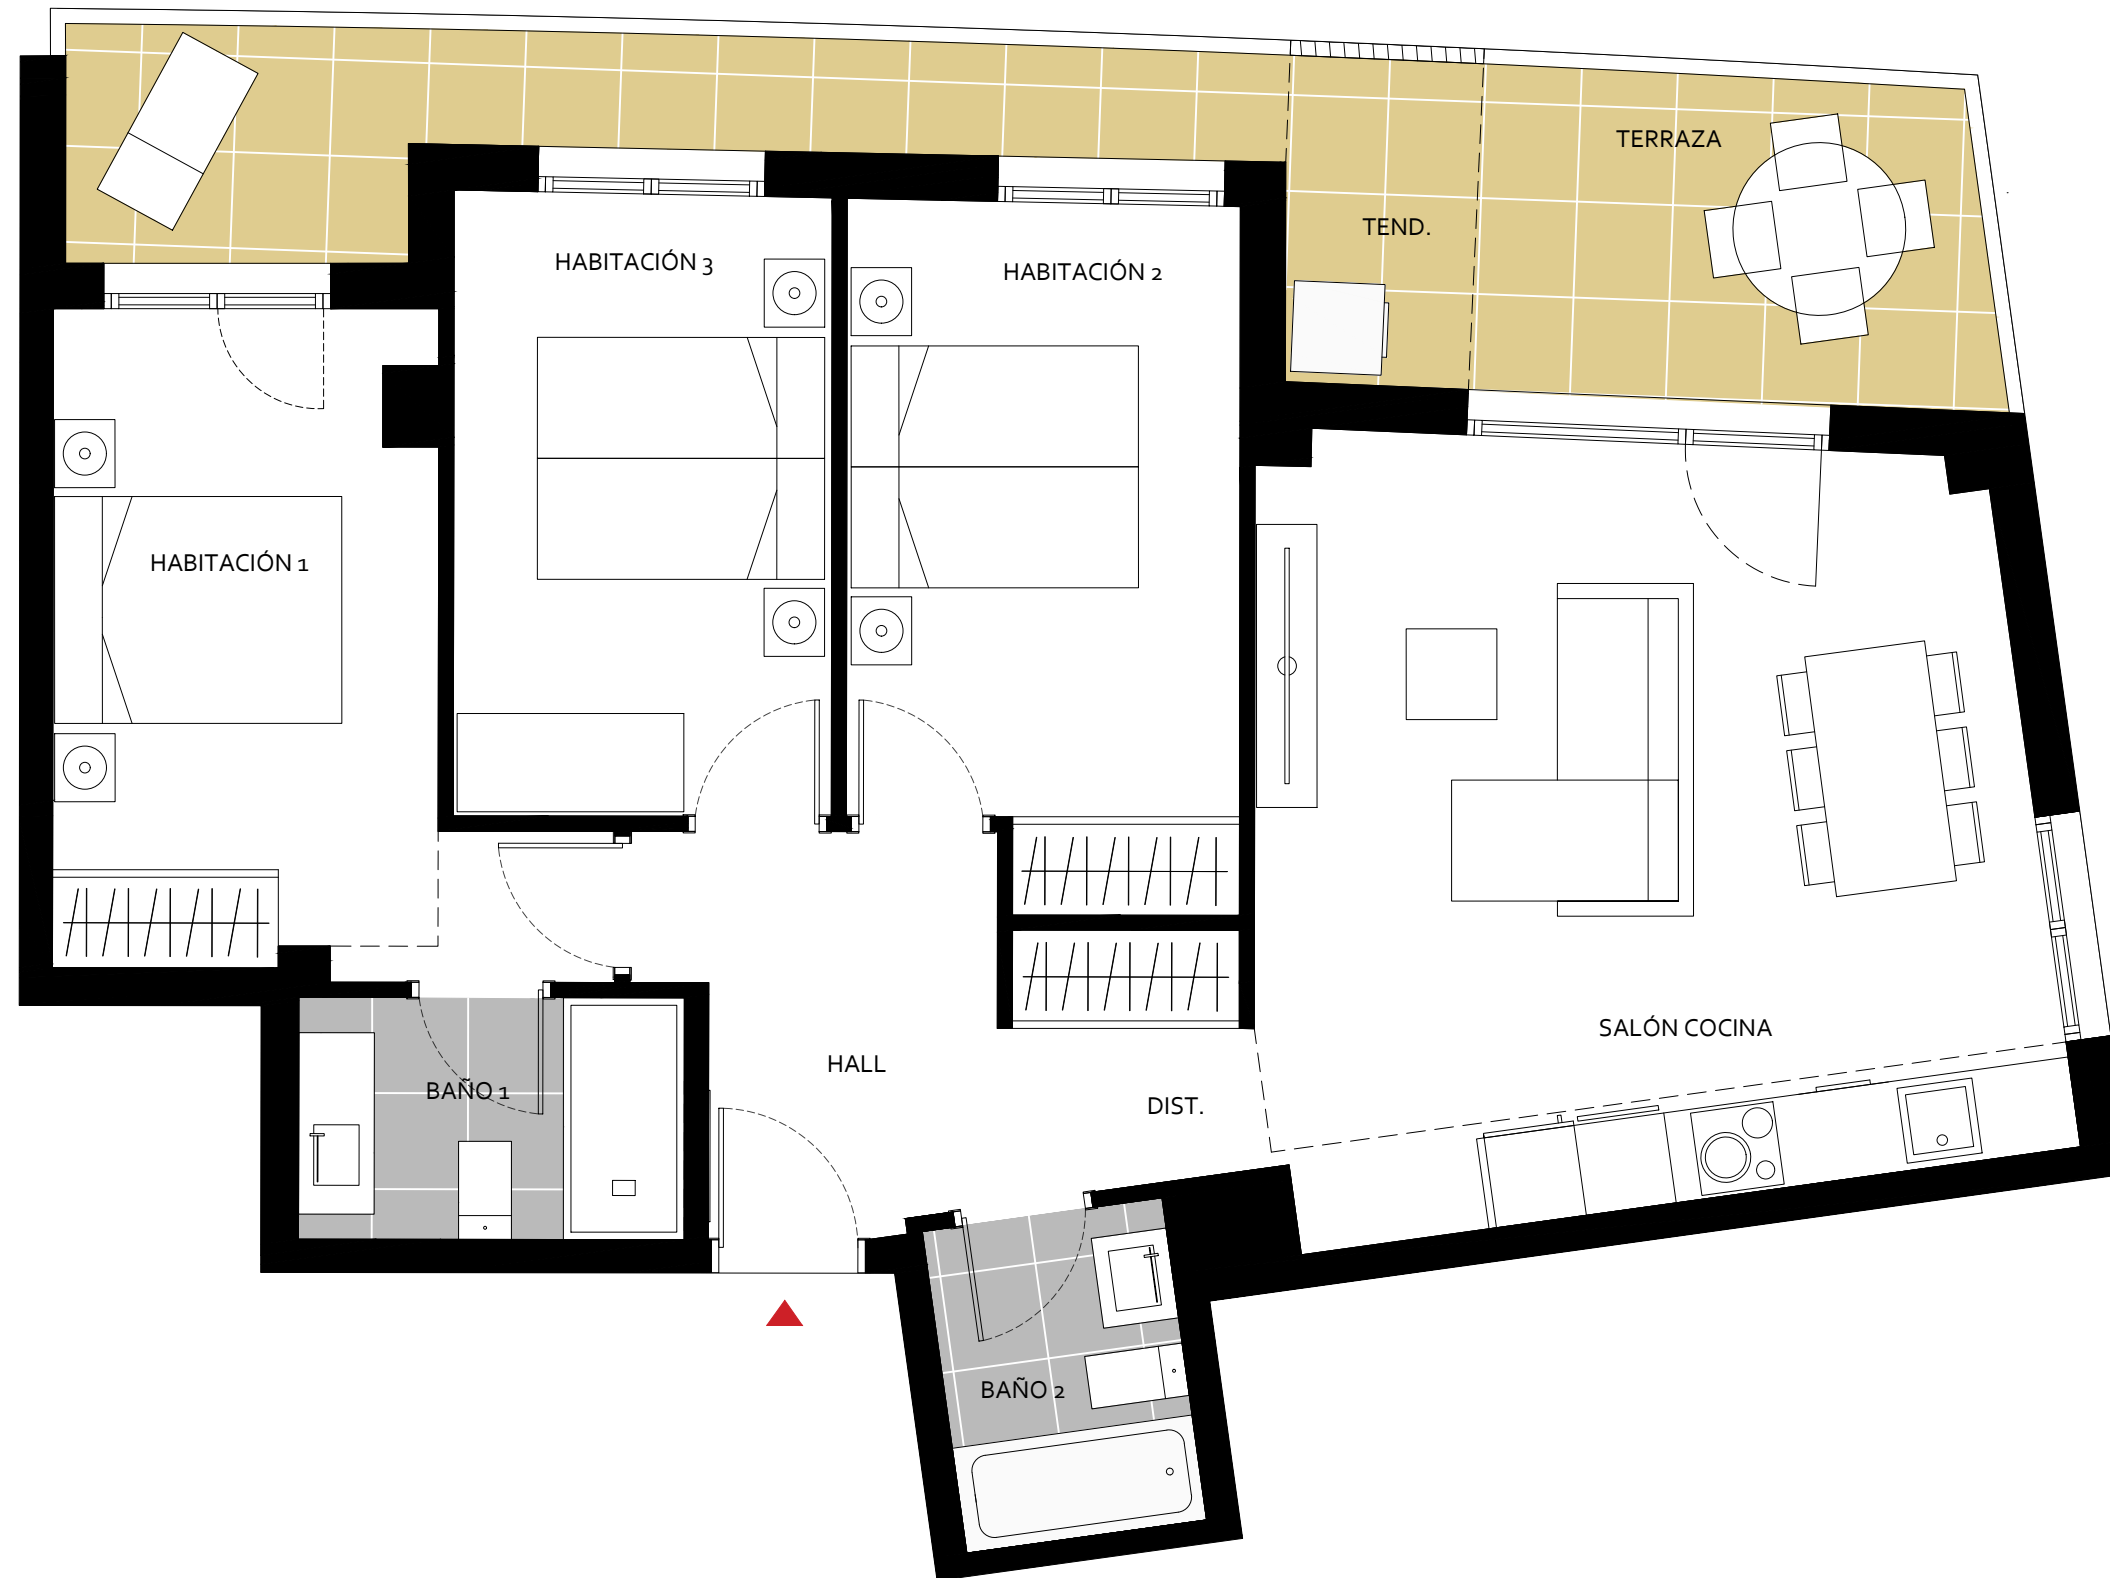 TERRAZA
TEND.
HABITACIÓN 3
HABITACIÓN 2
HABITACIÓN 1
SALÓN COCINA
HALL
BAÑO 1
DIST.
BAÑO 2